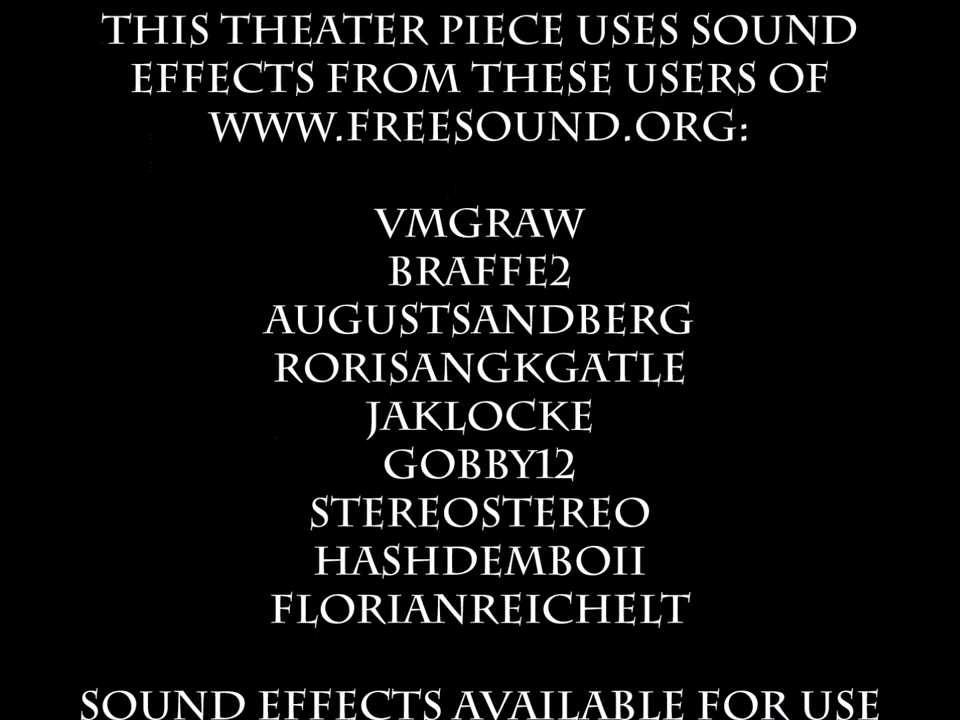 THIS THEATER PIECE USES SOUND
EFFECTS FROM THESE USERS OF
WWW.FREESOUND.ORG:
VMGRAW
BRAFFE2
AUGUSTSANDBERG
RORISANGKGATLE
JAKLOCKE
GOBBY12
STEREOSTEREO
HASHDEMBOII
FLORIANREICHELT
SOUND EFFECTS AVAILABLE FOR USE